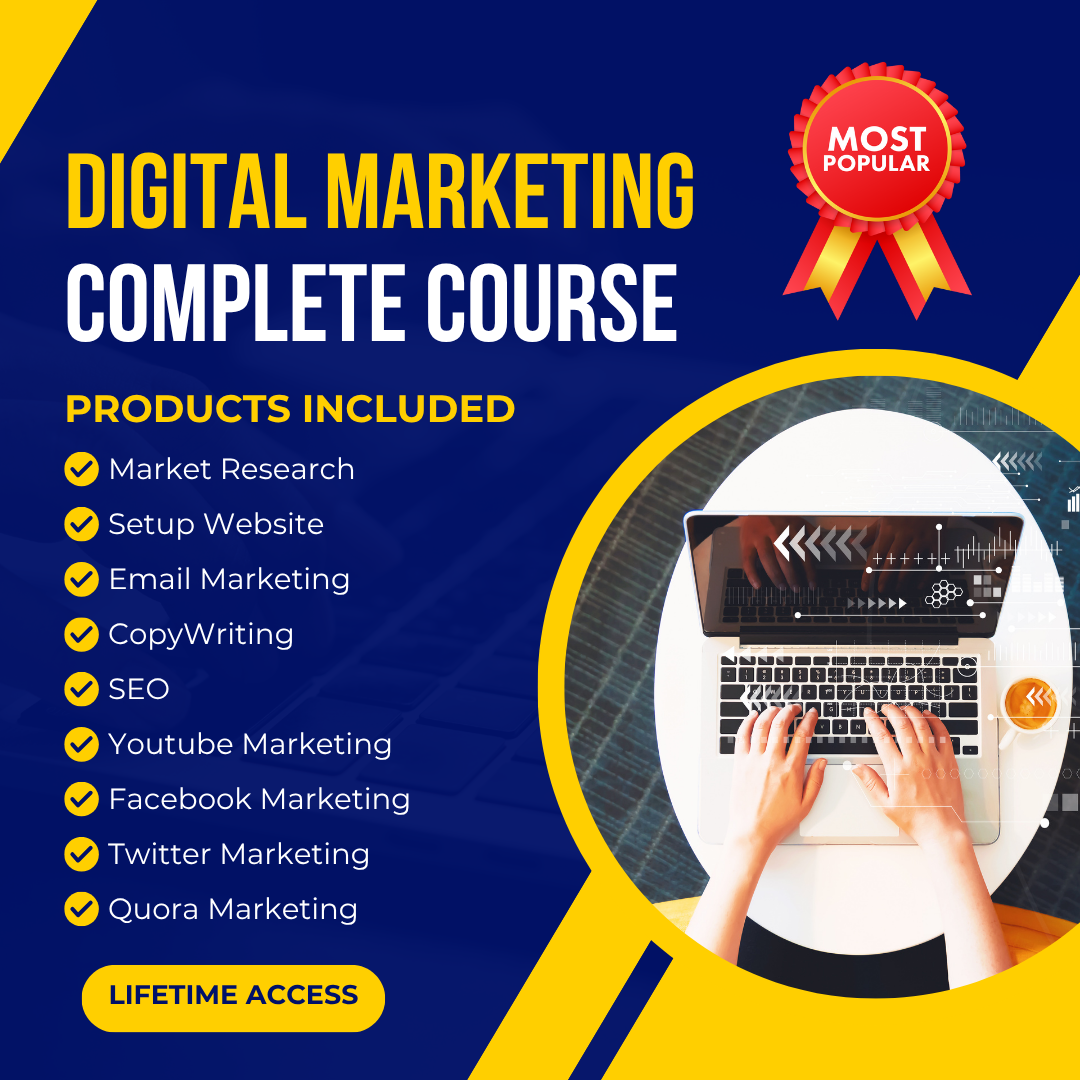 MOST
POPULAR
DIGITAL MARKETING
COMPLETE COURSE
PRODUCTS INCLUDED
Market Research
Setup Website
Email Marketing
CopyWriting
SEO
Youtube Marketing
Facebook Marketing
Twitter Marketing
Quora Marketing
LIFETIME ACCESS